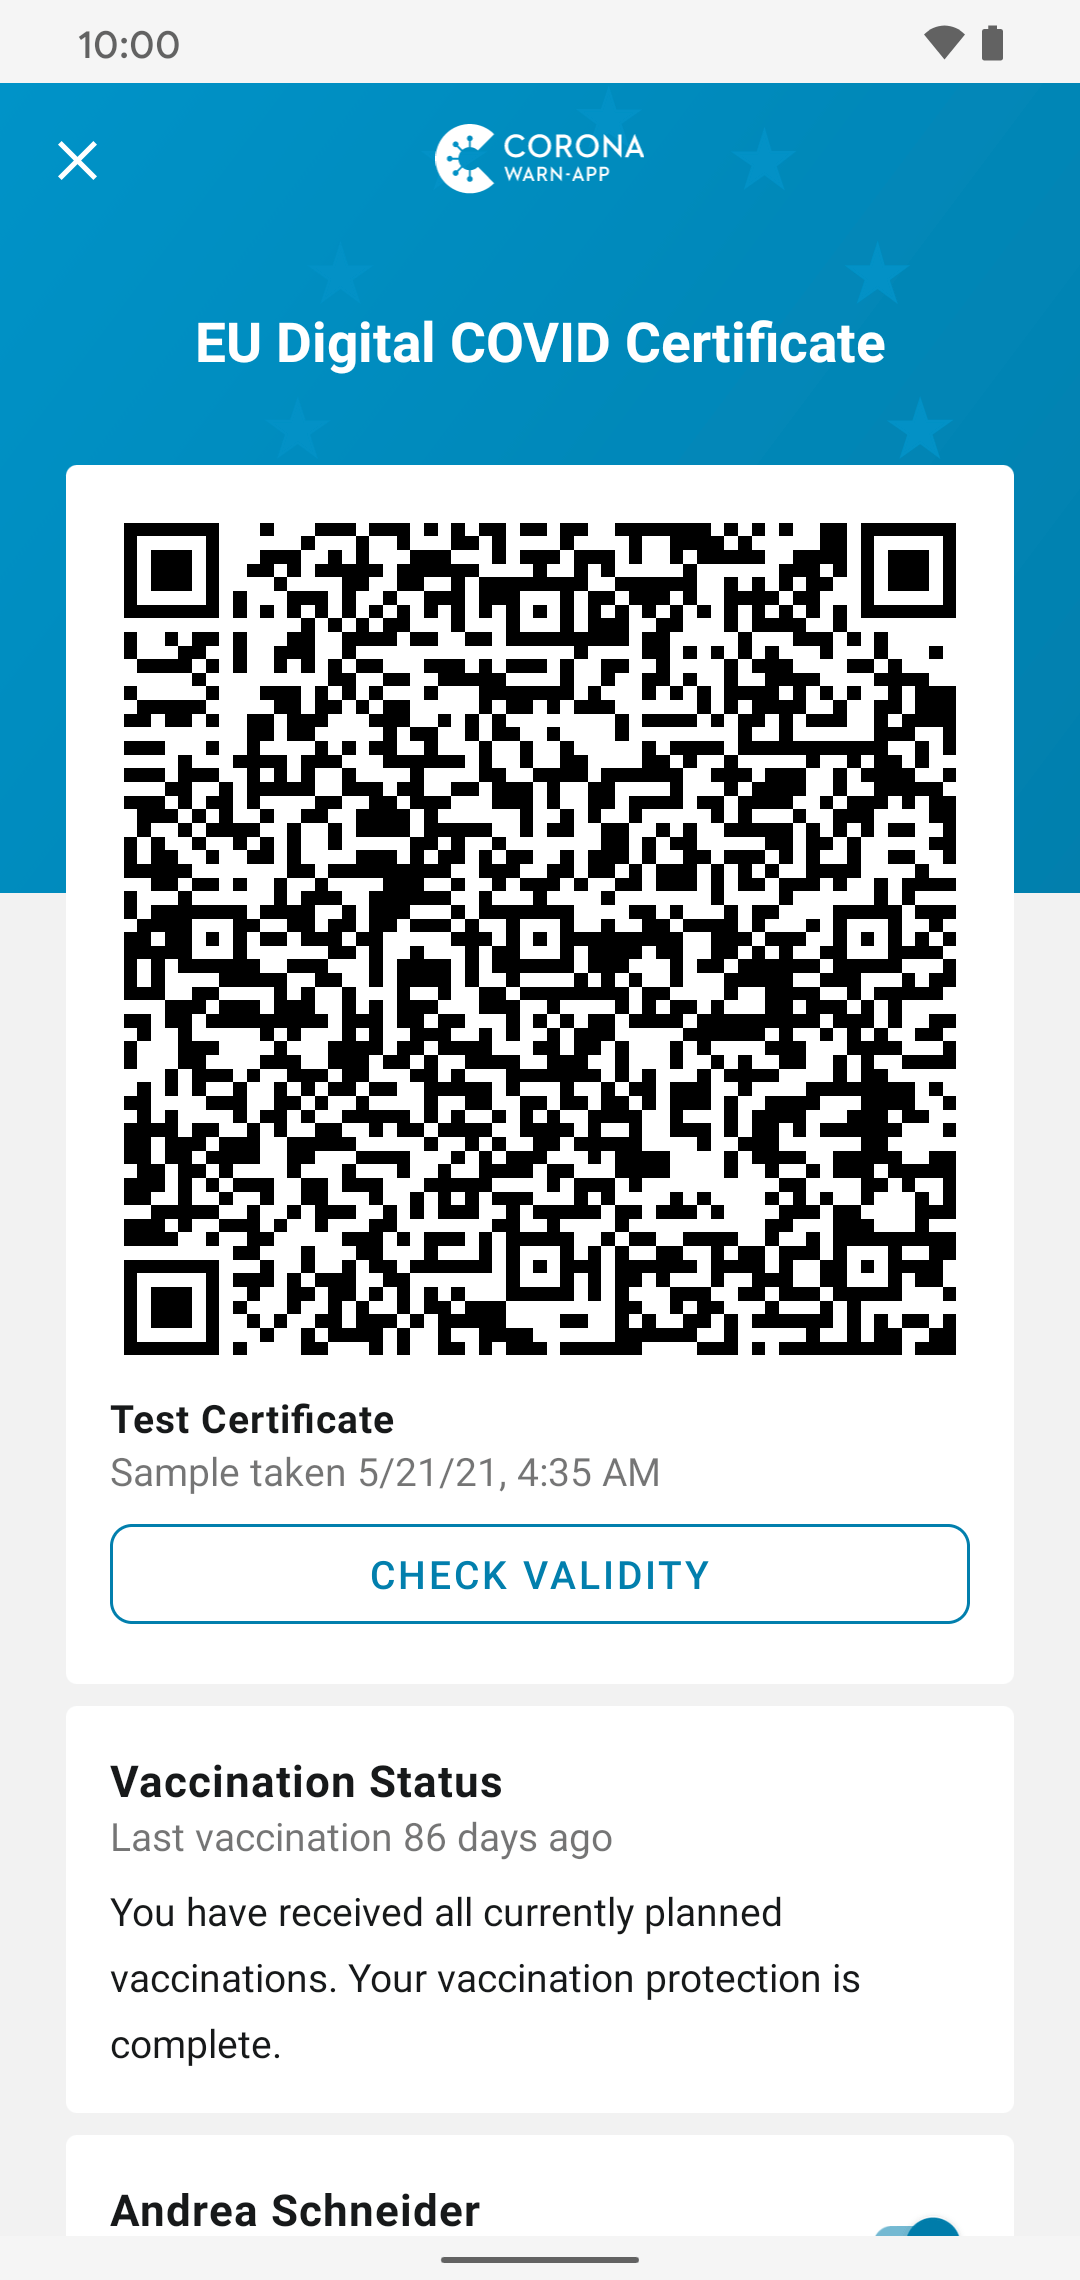 10:00
CORONA
WARN-APP
EU Digital COVID Certificate
Test Certificate
Sample taken 5/21/21, 4:35 AM
CHECK VALIDITY
Vaccination Status
Last vaccination 86 days ago
You have received all currently planned
vaccinations. Your vaccination protection is
complete.
Andrea Schneider